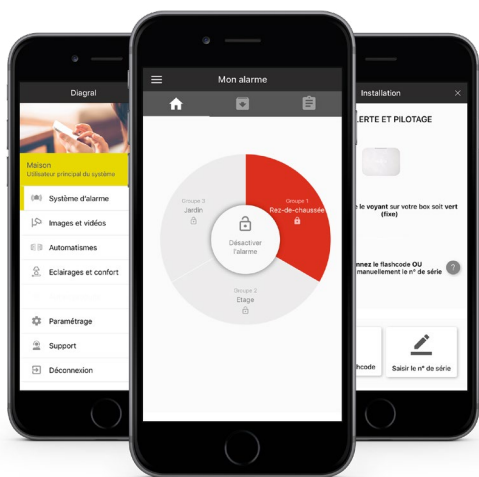 Diagral
Maison
Utilisateur principal du système
Système d'alarme
Images et vidéos
Automatismes
Eclairages et confort
Paramétrage
Support
Déconnexion
Mon alarme
Groupe 3
Jardin
Groupe 1
Rez-de-chaussée
Désactiver
l'alarme
Groupe 2
Etage
Installation
LERTE ET PILOTAGE
e le voyant sur votre box soit vert
(fixe)
nnez le flashcode OU
manuellement le n° de série
?
hcode
Saisir le n° de série